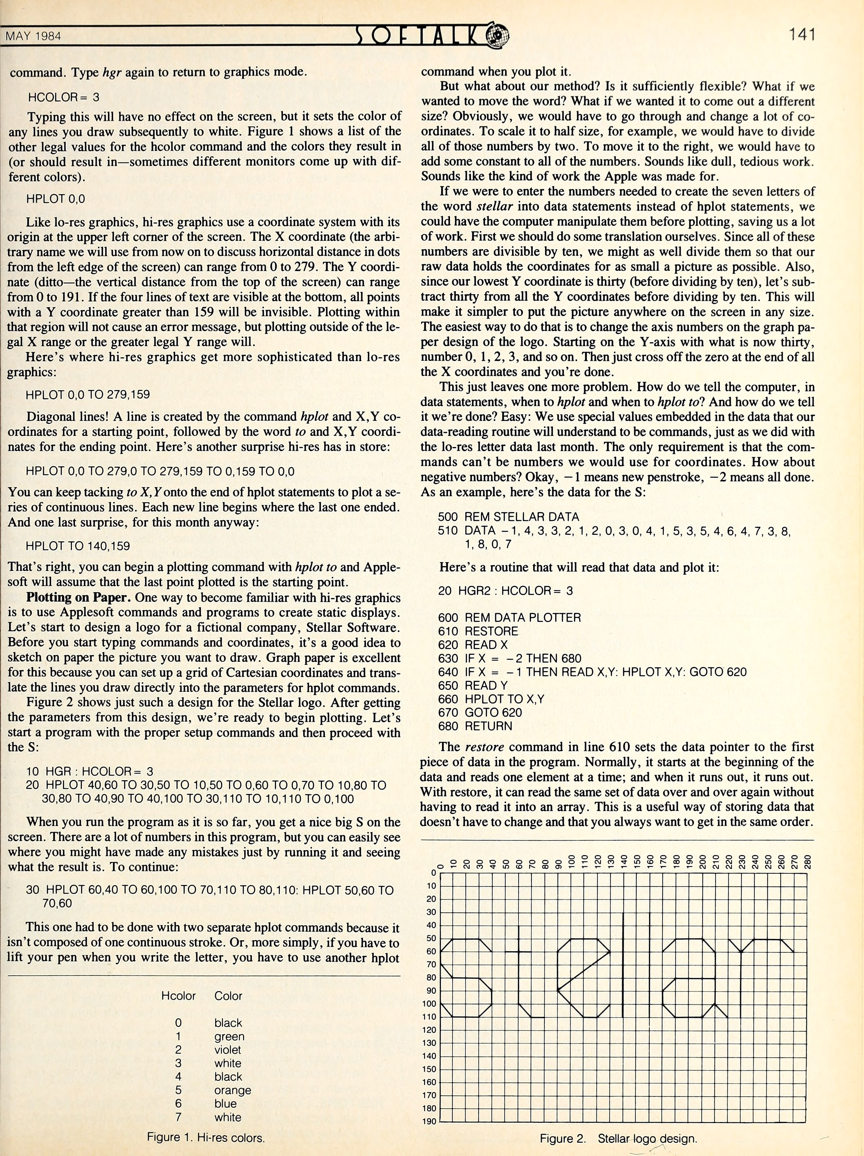 MAY 1984
SOFTALK
141
command. Type hgr again to return to graphics mode.
HCOLOR= 3
Typing this will have no effect on the screen, but it sets the color of
any lines you draw subsequently to white. Figure 1 shows a list of the
other legal values for the hcolor command and the colors they result in
(or should result in—sometimes different monitors come up with dif-
ferent colors).
HPLOT 0,0
Like lo-res graphics, hi-res graphics use a coordinate system with its
origin at the upper left corner of the screen. The X coordinate (the arbi-
trary name we will use from now on to discuss horizontal distance in dots
from the left edge of the screen) can range from 0 to 279. The Y coordi-
nate (ditto—the vertical distance from the top of the screen) can range
from 0 to 191. If the four lines of text are visible at the bottom, all points
with a Y coordinate greater than 159 will be invisible. Plotting within
that region will not cause an error message, but plotting outside of the le-
gal X range or the greater legal Y range will.
Here's where hi-res graphics get more sophisticated than lo-res
graphics:
HPLOT 0,0 TO 279,159
Diagonal lines! A line is created by the command hplot and X,Y co-
ordinates for a starting point, followed by the word to and X,Y coordi-
nates for the ending point. Here's another surprise hi-res has in store:
HPLOT 0,0 TO 279,0 TO 279,159 TO 0,159 TO 0,0
You can keep tacking to X,Y onto the end of hplot statements to plot a se-
ries of continuous lines. Each new line begins where the last one ended.
And one last surprise, for this month anyway:
HPLOT TO 140,159
That's right, you can begin a plotting command with hplot to and Apple-
soft will assume that the last point plotted is the starting point.
Plotting on Paper. One way to become familiar with hi-res graphics
is to use Applesoft commands and programs to create static displays.
Let's start to design a logo for a fictional company, Stellar Software.
Before you start typing commands and coordinates, it's a good idea to
sketch on paper the picture you want to draw. Graph paper is excellent
for this because you can set up a grid of Cartesian coordinates and trans-
late the lines you draw directly into the parameters for hplot commands.
Figure 2 shows just such a design for the Stellar logo. After getting
the parameters from this design, we're ready to begin plotting. Let's
start a program with the proper setup commands and then proceed with
the S:
10 HGR : HCOLOR= 3
20 HPLOT 40,60 TO 30,50 TO 10,50 TO 0,60 TO 0,70 TO 10,80 TO
30,80 TO 40,90 TO 40,100 TO 30,110 TO 10,110 TO 0,100
When you run the program as it is so far, you get a nice big S on the
screen. There are a lot of numbers in this program, but you can easily see
where you might have made any mistakes just by running it and seeing
what the result is. To continue:
30 HPLOT 60,40 TO 60,100 TO 70,110 TO 80,110: HPLOT 50,60 TO
70,60
This one had to be done with two separate hplot commands because it
isn't composed of one continuous stroke. Or, more simply, if you have to
lift your pen when you write the letter, you have to use another hplot
Hcolor Color
0 black
1 green
2 violet
3 white
4 black
5 orange
6 blue
7 white
Figure 1. Hi-res colors.
command when you plot it.
But what about our method? Is it sufficiently flexible? What if we
wanted to move the word? What if we wanted it to come out a different
size? Obviously, we would have to go through and change a lot of co-
ordinates. To scale it to half size, for example, we would have to divide
all of those numbers by two. To move it to the right, we would have to
add some constant to all of the numbers. Sounds like dull, tedious work.
Sounds like the kind of work the Apple was made for.
If we were to enter the numbers needed to create the seven letters of
the word stellar into data statements instead of hplot statements, we
could have the computer manipulate them before plotting, saving us a lot
of work. First we should do some translation ourselves. Since all of these
numbers are divisible by ten, we might as well divide them so that our
raw data holds the coordinates for as small a picture as possible. Also,
since our lowest Y coordinate is thirty (before dividing by ten), let's sub-
tract thirty from all the Y coordinates before dividing by ten. This will
make it simpler to put the picture anywhere on the screen in any size.
The easiest way to do that is to change the axis numbers on the graph pa-
per design of the logo. Starting on the Y-axis with what is now thirty,
number 0, 1, 2, 3, and so on. Then just cross off the zero at the end of all
the X coordinates and you're done.
This just leaves one more problem. How do we tell the computer, in
data statements, when to hplot and when to hplot to? And how do we tell
it we're done? Easy: We use special values embedded in the data that our
data-reading routine will understand to be commands, just as we did with
the lo-res letter data last month. The only requirement is that the com-
mands can't be numbers we would use for coordinates. How about
negative numbers? Okay, −1 means new penstroke, −2 means all done.
As an example, here's the data for the S:
500 REM STELLAR DATA
510 DATA −1, 4, 3, 3, 2, 1, 2, 0, 3, 0, 4, 1, 5, 3, 5, 4, 6, 4, 7, 3, 8,
1, 8, 0, 7
Here's a routine that will read that data and plot it:
20 HGR2 : HCOLOR= 3
600 REM DATA PLOTTER
610 RESTORE
620 READ X
630 IF X = −2 THEN 680
640 IF X = −1 THEN READ X,Y: HPLOT X,Y: GOTO 620
650 READ Y
660 HPLOT TO X,Y
670 GOTO 620
680 RETURN
The restore command in line 610 sets the data pointer to the first
piece of data in the program. Normally, it starts at the beginning of the
data and reads one element at a time; and when it runs out, it runs out.
With restore, it can read the same set of data over and over again without
having to read it into an array. This is a useful way of storing data that
doesn't have to change and that you always want to get in the same order.
0 10 20 30 40 50 60 70 80 90 100 110 120 130 140 150 160 170 180 190 200 210 220 230 240 250 260 270 280
0
10
20
30
40
50
60
70
80
90
100
110
120
130
140
150
160
170
180
190
stellar
Figure 2. Stellar logo design.